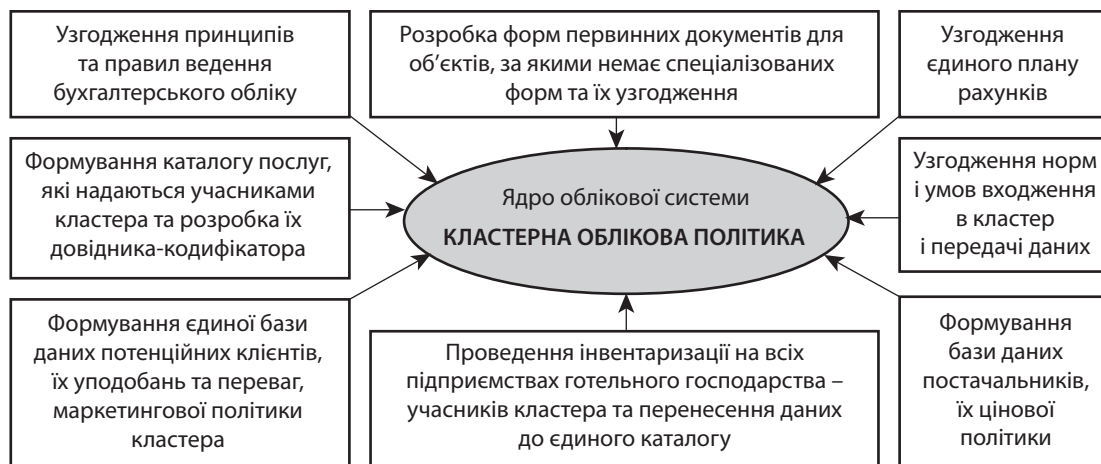 Узгодження принципів
та правил ведення
бухгалтерського обліку
Розробка форм первинних документів для
об’єктів, за якими немає спеціалізованих
форм та їх узгодження
Узгодження
єдиного плану
рахунків
Формування каталогу послуг,
які надаються учасниками
кластера та розробка їх
довідника-кодифікатора
Ядро облікової системи
КЛАСТЕРНА ОБЛІКОВА ПОЛІТИКА
Узгодження норм
і умов входження
в кластер
і передачі даних
Формування єдиної бази
даних потенційних клієнтів,
їх уподобань та переваг,
маркетингової політики
кластера
Проведення інвентаризації на всіх
підприємствах готельного господарства –
учасників кластера та перенесення даних
до єдиного каталогу
Формування
бази даних
постачальників,
їх цінової
політики